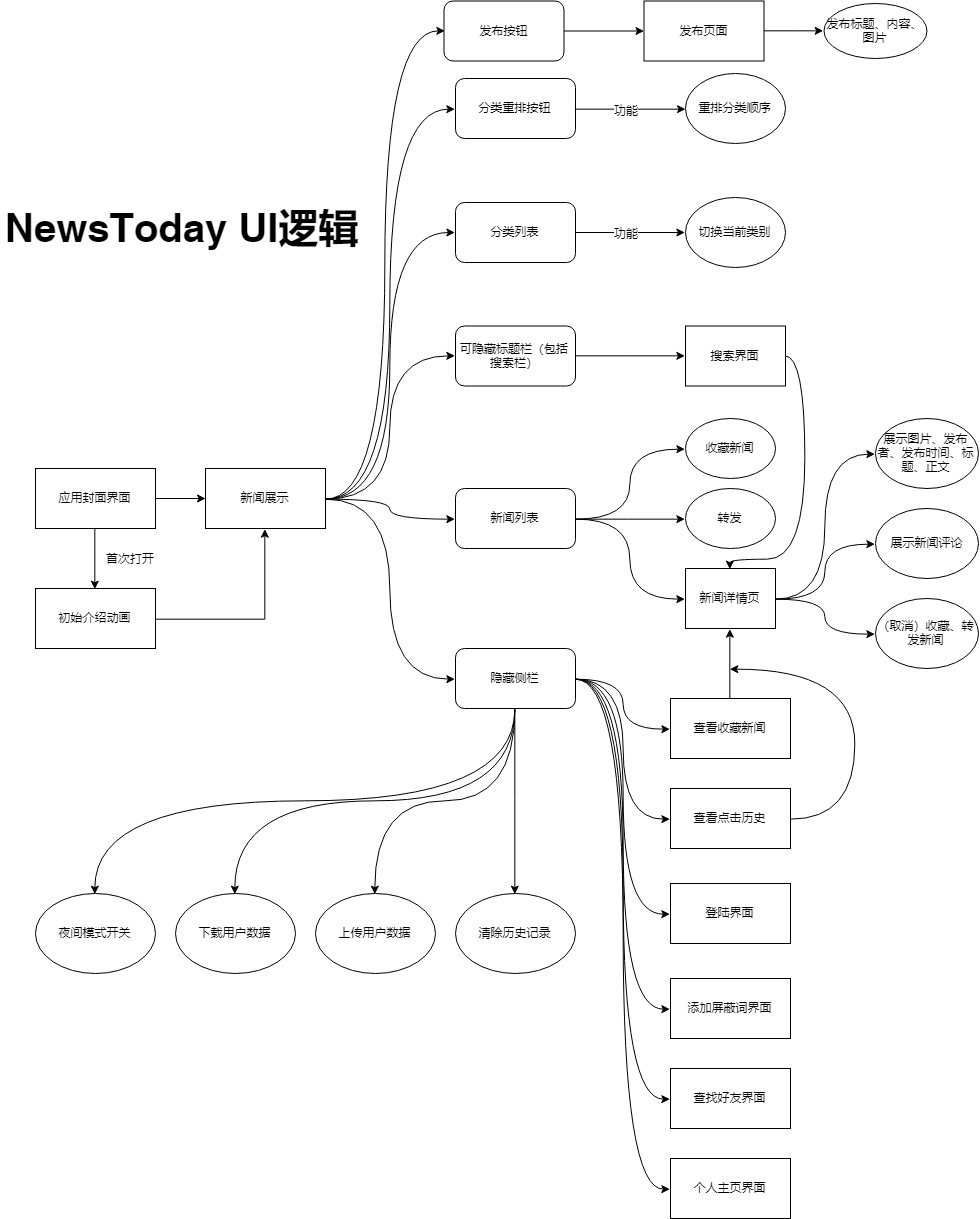 发布按钮
发布页面
发布标题、内容、
图片
分类重排按钮
功能
重排分类顺序
NewsToday UI逻辑
分类列表
功能
切换当前类别
可隐藏标题栏（包括
搜索栏）
搜索界面
收藏新闻
展示图片、发布
者、发布时间、标
题、正文
应用封面界面
新闻展示
新闻列表
转发
首次打开
展示新闻评论
初始介绍动画
新闻详情页
（取消）收藏、转
发新闻
隐藏侧栏
查看收藏新闻
查看点击历史
登陆界面
夜间模式开关
下载用户数据
上传用户数据
清除历史记录
添加屏蔽词界面
查找好友界面
个人主页界面